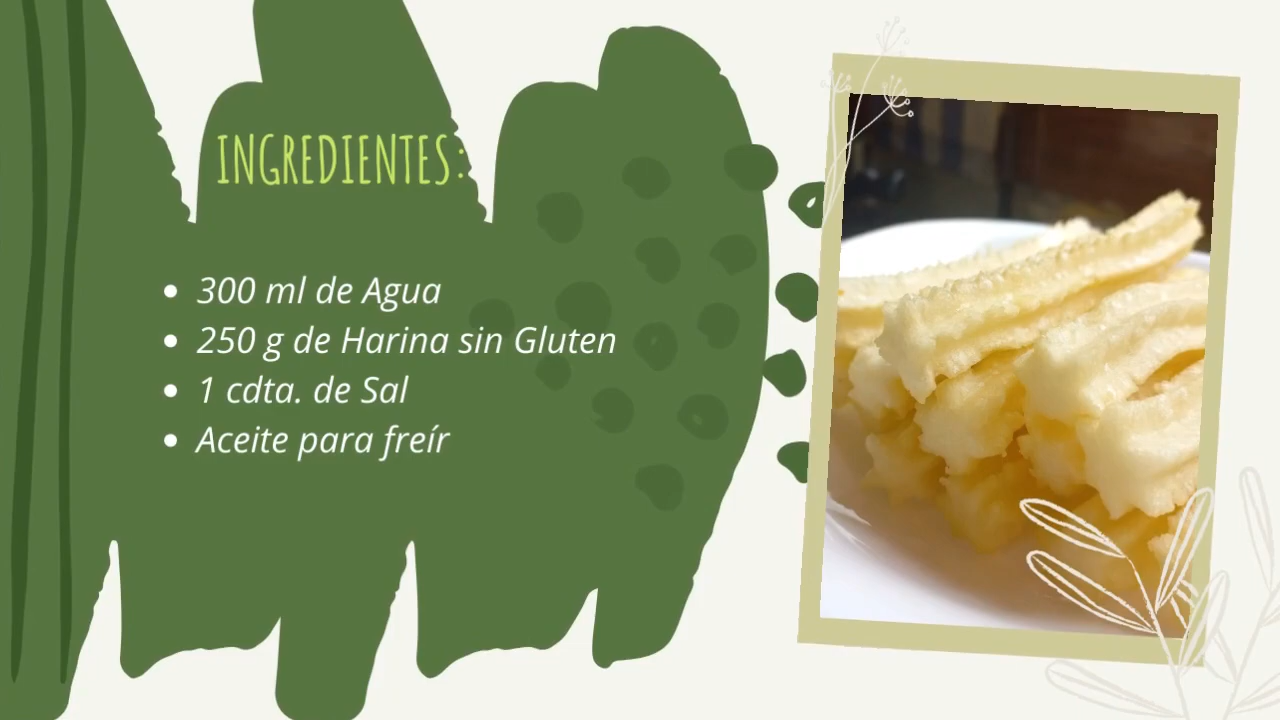 INGREDIENTES:
• 300 ml de Agua
• 250 g de Harina sin Gluten
• 1 cdta. de Sal
• Aceite para freír